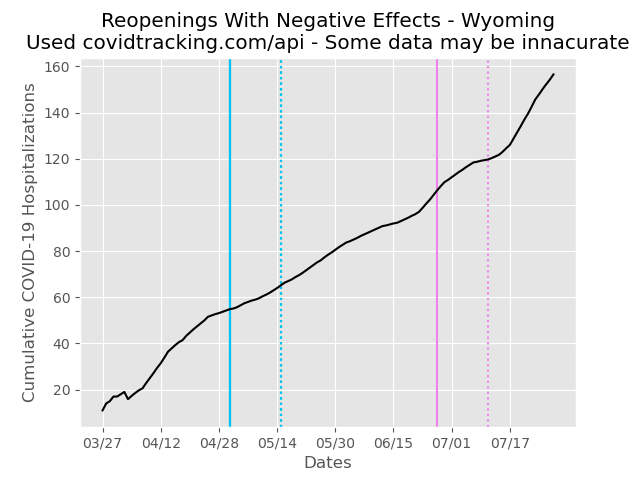 Reopenings With Negative Effects - Wyoming
Used covidtracking.com/api - Some data may be innacurate
Cumulative COVID-19 Hospitalizations
160
140
120
100
80
60
40
20
03/27 04/12 04/28 05/14 05/30 06/15 07/01 07/17
Dates